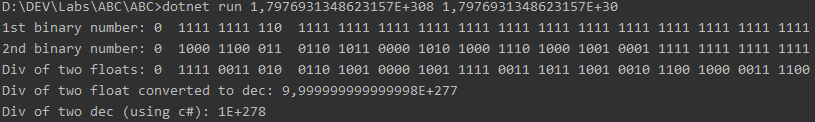 D:\DEV\Labs\ABC\ABC>dotnet run 1,7976931348623157E+308 1,7976931348623157E+30
1st binary number: 0  1111 1111 110  1111 1111 1111 1111 1111 1111 1111 1111 1111 1111 1111 1111 1111
2nd binary number: 0  1000 1100 011  0110 1011 0000 1010 1000 1110 1000 1001 0001 1111 1111 1111 1111
Div of two floats: 0  1111 0011 010  0110 1001 0000 1001 1111 0011 1011 1001 0010 1100 1000 0011 1100
Div of two float converted to dec: 9,999999999999998E+277
Div of two dec (using c#): 1E+278